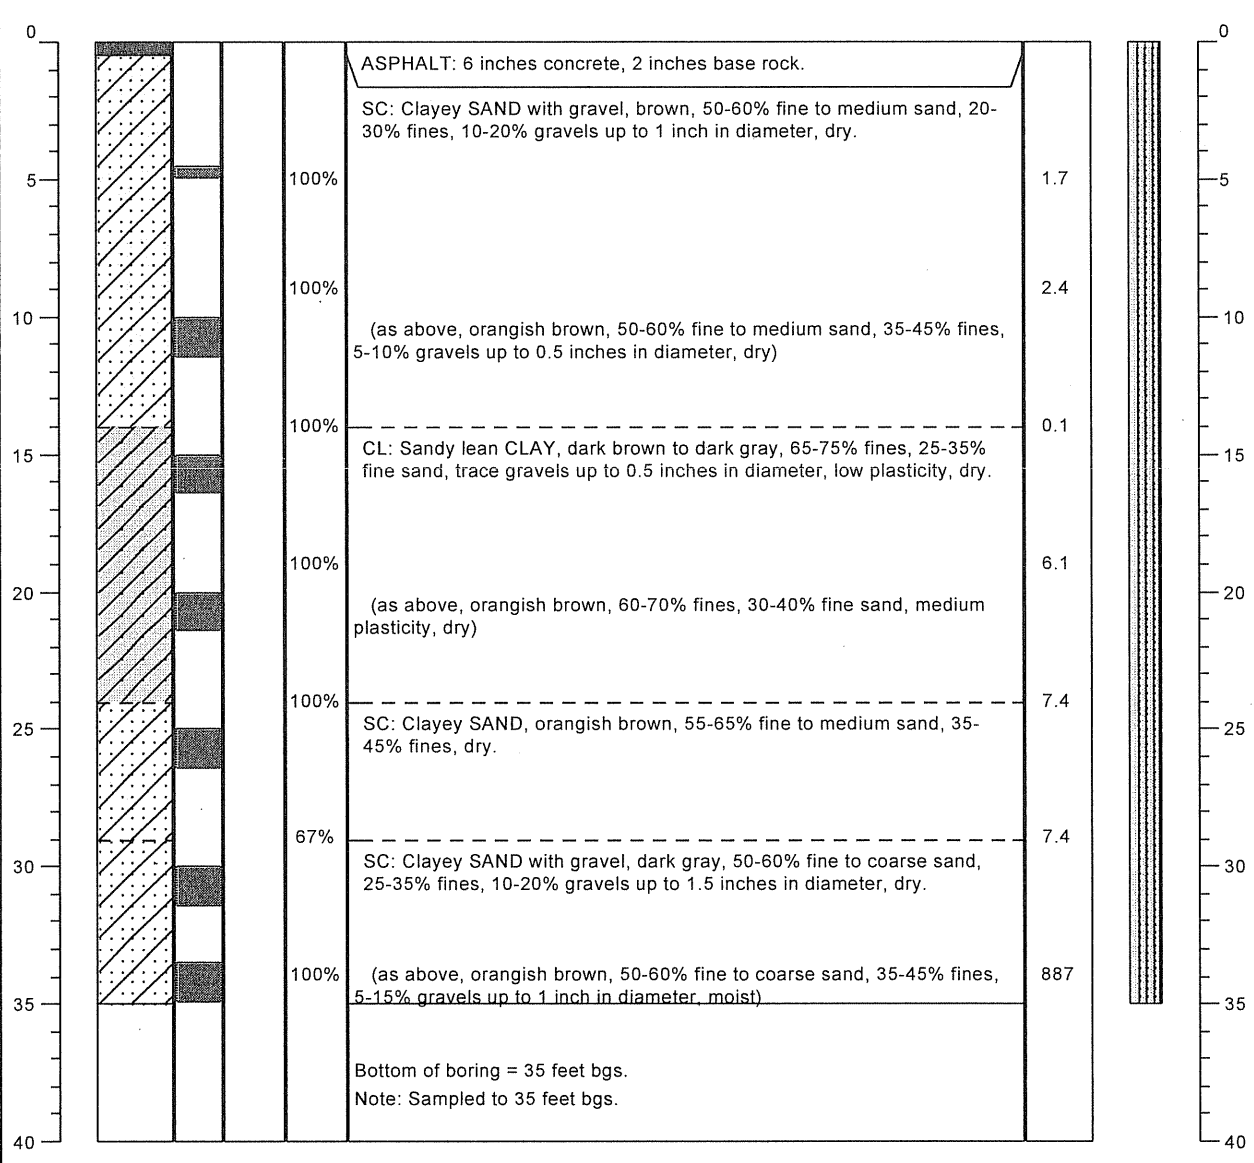 0
0
ASPHALT: 6 inches concrete, 2 inches base rock.
SC: Clayey SAND with gravel, brown, 50-60% fine to medium sand, 20-
30% fines, 10-20% gravels up to 1 inch in diameter, dry.
5
100%
1.7
5
100%
2.4
10
(as above, orangish brown, 50-60% fine to medium sand, 35-45% fines,
5-10% gravels up to 0.5 inches in diameter, dry)
10
100%
0.1
15
CL: Sandy lean CLAY, dark brown to dark gray, 65-75% fines, 25-35%
fine sand, trace gravels up to 0.5 inches in diameter, low plasticity, dry.
15
100%
6.1
20
(as above, orangish brown, 60-70% fines, 30-40% fine sand, medium
plasticity, dry)
20
100%
7.4
25
SC: Clayey SAND, orangish brown, 55-65% fine to medium sand, 35-
45% fines, dry.
25
67%
7.4
30
SC: Clayey SAND with gravel, dark gray, 50-60% fine to coarse sand,
25-35% fines, 10-20% gravels up to 1.5 inches in diameter, dry.
30
100%
(as above, orangish brown, 50-60% fine to coarse sand, 35-45% fines,
5-15% gravels up to 1 inch in diameter, moist)
887
35
35
Bottom of boring = 35 feet bgs.
Note: Sampled to 35 feet bgs.
40
40